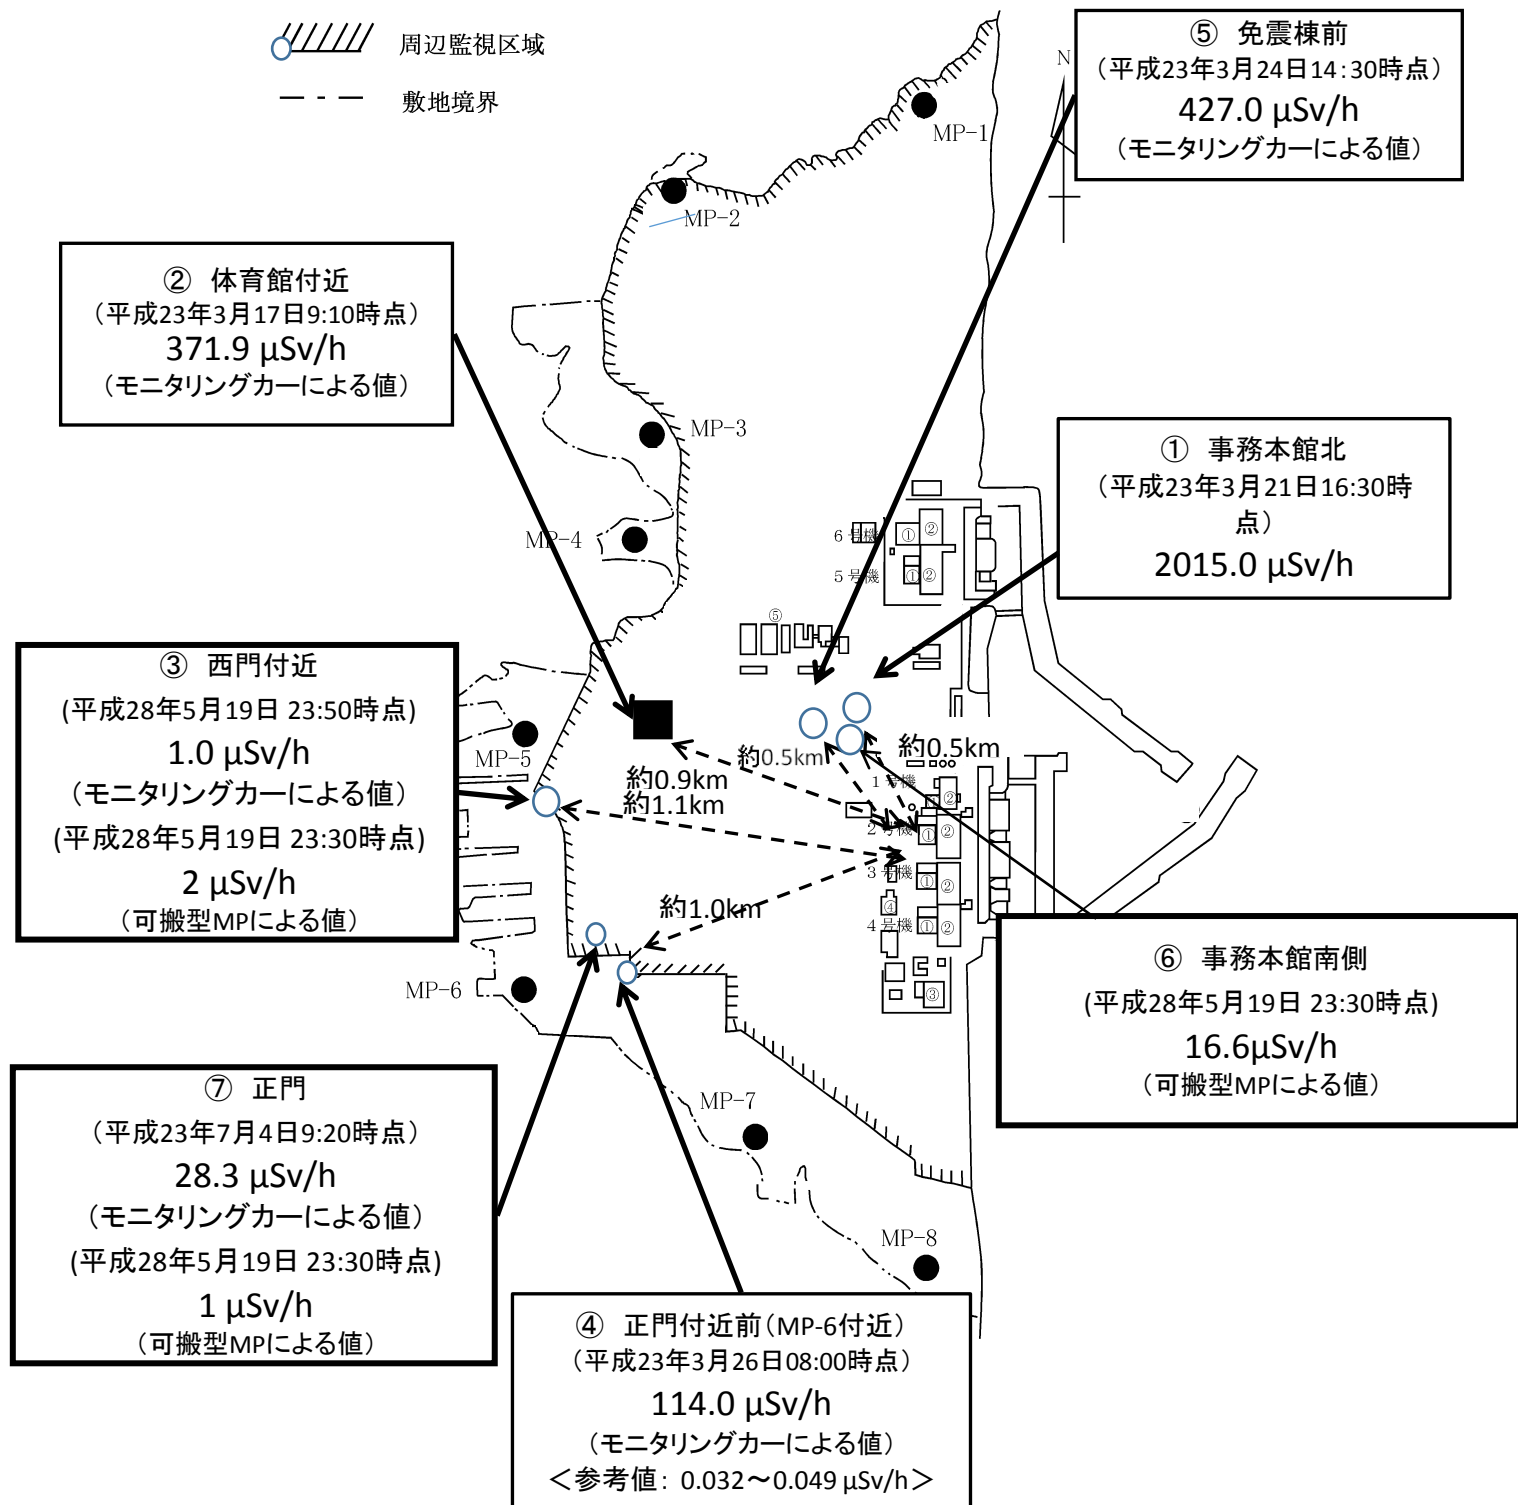 周辺監視区域
敷地境界
⑤ 免震棟前
（平成23年3月24日14:30時点）
427.0 μSv/h
（モニタリングカーによる値）
N
MP-1
MP-2
② 体育館付近
（平成23年3月17日9:10時点）
371.9 μSv/h
（モニタリングカーによる値）
MP-3
① 事務本館北
（平成23年3月21日16:30時
点）
2015.0 μSv/h
MP-4
6号機
①
②
5号機
①
②
⑤
③ 西門付近
(平成28年5月19日 23:50時点)
1.0 μSv/h
（モニタリングカーによる値）
(平成28年5月19日 23:30時点)
2 μSv/h
（可搬型MPによる値）
MP-5
約0.5km
約0.5km
約0.9km
約1.1km
1号機
①
②
2号機
①
②
3号機
①
②
④
4号機
①
②
③
約1.0km
MP-6
⑥ 事務本館南側
(平成28年5月19日 23:30時点)
16.6μSv/h
（可搬型MPによる値）
⑦ 正門
（平成23年7月4日9:20時点）
28.3 μSv/h
（モニタリングカーによる値）
(平成28年5月19日 23:30時点)
1 μSv/h
（可搬型MPによる値）
MP-7
MP-8
④ 正門付近前（MP-6付近）
（平成23年3月26日08:00時点）
114.0 μSv/h
（モニタリングカーによる値）
＜参考値: 0.032～0.049 μSv/h＞